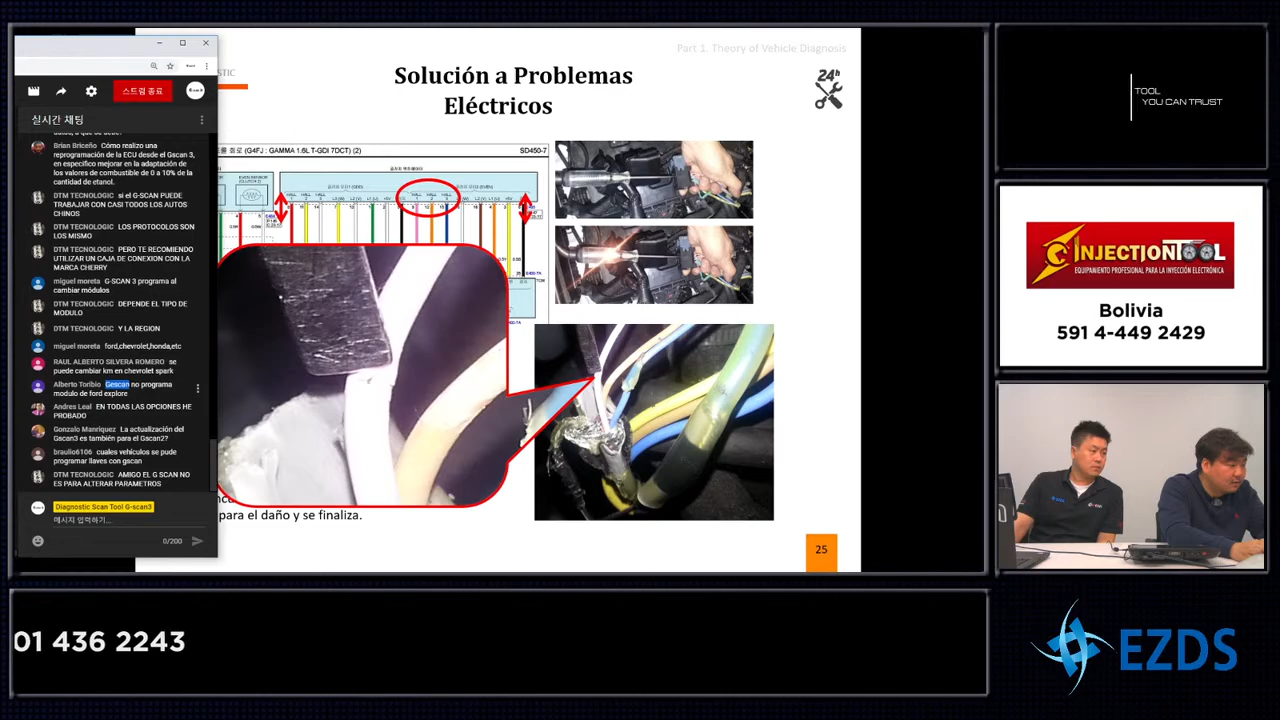 Part 1. Theory of Vehicle Diagnosis
STIC
Solución a Problemas
Eléctricos
24h
스트림 종료
실시간 채팅
Brian Briceño Cómo realizo una
reprogramación de la ECU desde el Gscan 3,
en específico mejorar en la adaptación de
los valores de combustible de 0 a 10% de la
cantidad de etanol.
DTM TECNOLOGIC si el G-SCAN PUEDE
TRABAJAR CON CASI TODOS LOS AUTOS
CHINOS
DTM TECNOLOGIC LOS PROTOCOLOS SON
LOS MISMO
DTM TECNOLOGIC PERO TE RECOMIENDO
UTILIZAR UN CAJA DE CONEXION CON LA
MARCA CHERRY
miguel moreta G-SCAN 3 programa al
cambiar módulos
DTM TECNOLOGIC DEPENDE EL TIPO DE
MODULO
DTM TECNOLOGIC Y LA REGION
miguel moreta ford,chevrolet,honda,etc
RAUL ALBERTO SILVERA ROMERO se
puede cambiar km en chevrolet spark
Alberto Toribio Gescan no programa
modulo de ford explore
Andres Leal EN TODAS LAS OPCIONES HE
PROBADO
Gonzalo Manriquez La actualización del
Gscan3 es también para el Gscan2?
braulio6106 cuales vehículos se pude
programar llaves con gscan
DTM TECNOLOGIC AMIGO EL G SCAN NO
ES PARA ALTERAR PARAMETROS
Diagnostic Scan Tool G-scan3
메시지 입력하기...
0/200
회로 (G4FJ : GAMMA 1.6L T-GDI 7DCT) (2)
SD450-7
para el daño y se finaliza.
25
TOOL
YOU CAN TRUST
INJECTIONTOOL
EQUIPAMIENTO PROFESIONAL PARA LA INYECCIÓN ELECTRÓNICA
Bolivia
591 4-449 2429
01 436 2243
EZDS